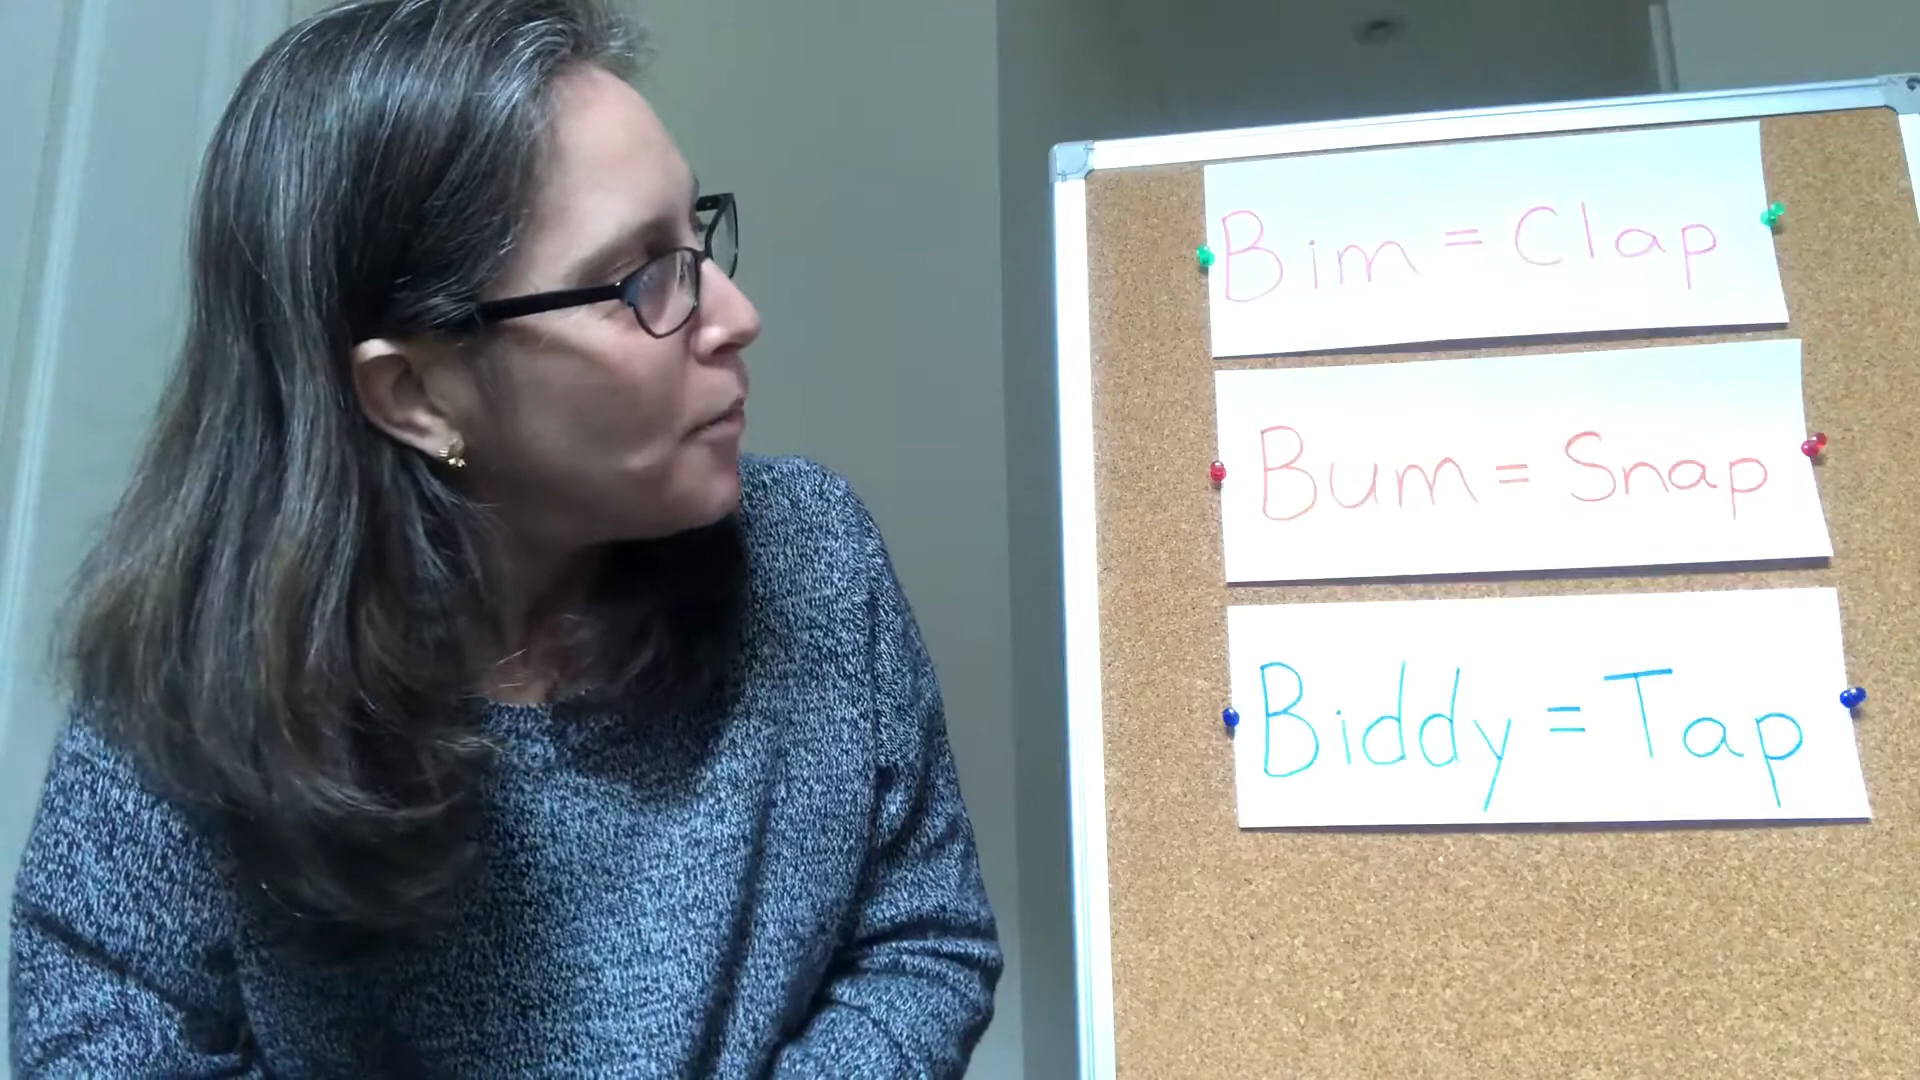 Bim = Clap
Bum = Snap
Biddy = Tap